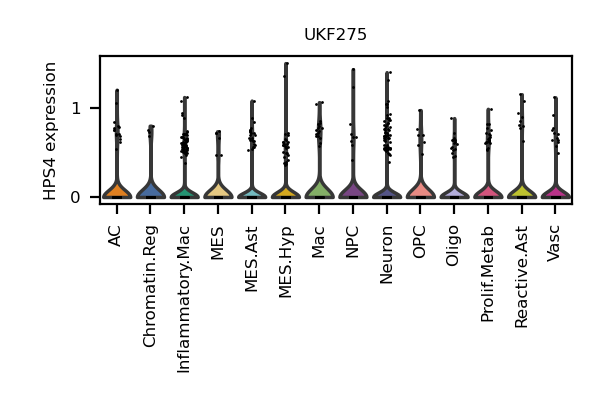 UKF275
HPS4 expression
1
0
AC
Chromatin.Reg
Inflammatory.Mac
MES
MES.Ast
MES.Hyp
Mac
NPC
Neuron
OPC
Oligo
Prolif.Metab
Reactive.Ast
Vasc